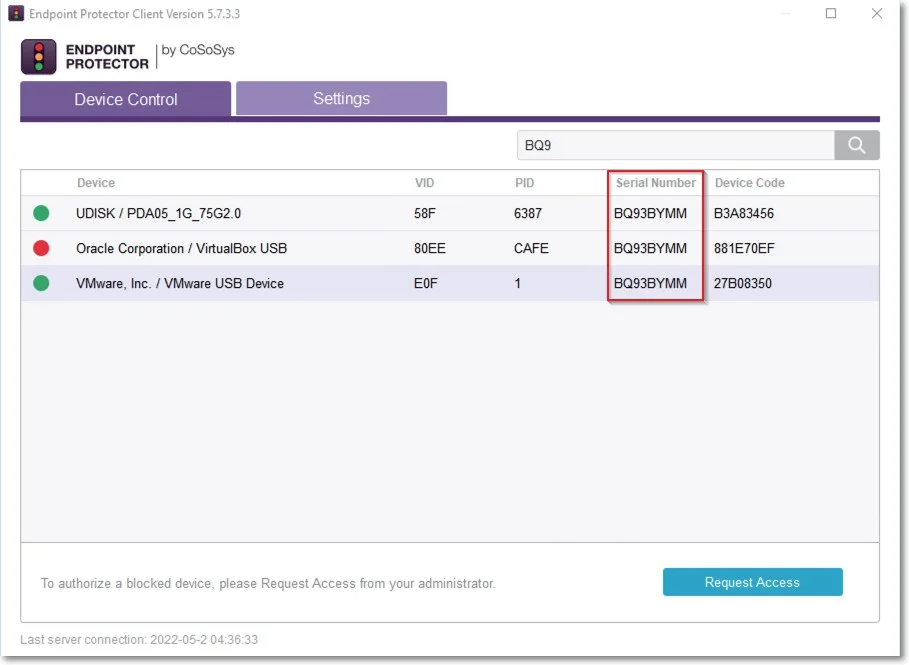 Endpoint Protector Client Version 5.7.3.3
ENDPOINT PROTECTOR | by CoSoSys
Device Control Settings
BQ9
Device VID PID Serial Number Device Code
UDISK / PDA05_1G_75G2.0 58F 6387 BQ93BYMM B3A83456
Oracle Corporation / VirtualBox USB 80EE CAFE BQ93BYMM 881E70EF
VMware, Inc. / VMware USB Device E0F 1 BQ93BYMM 27B08350
To authorize a blocked device, please Request Access from your administrator. Request Access
Last server connection: 2022-05-2 04:36:33